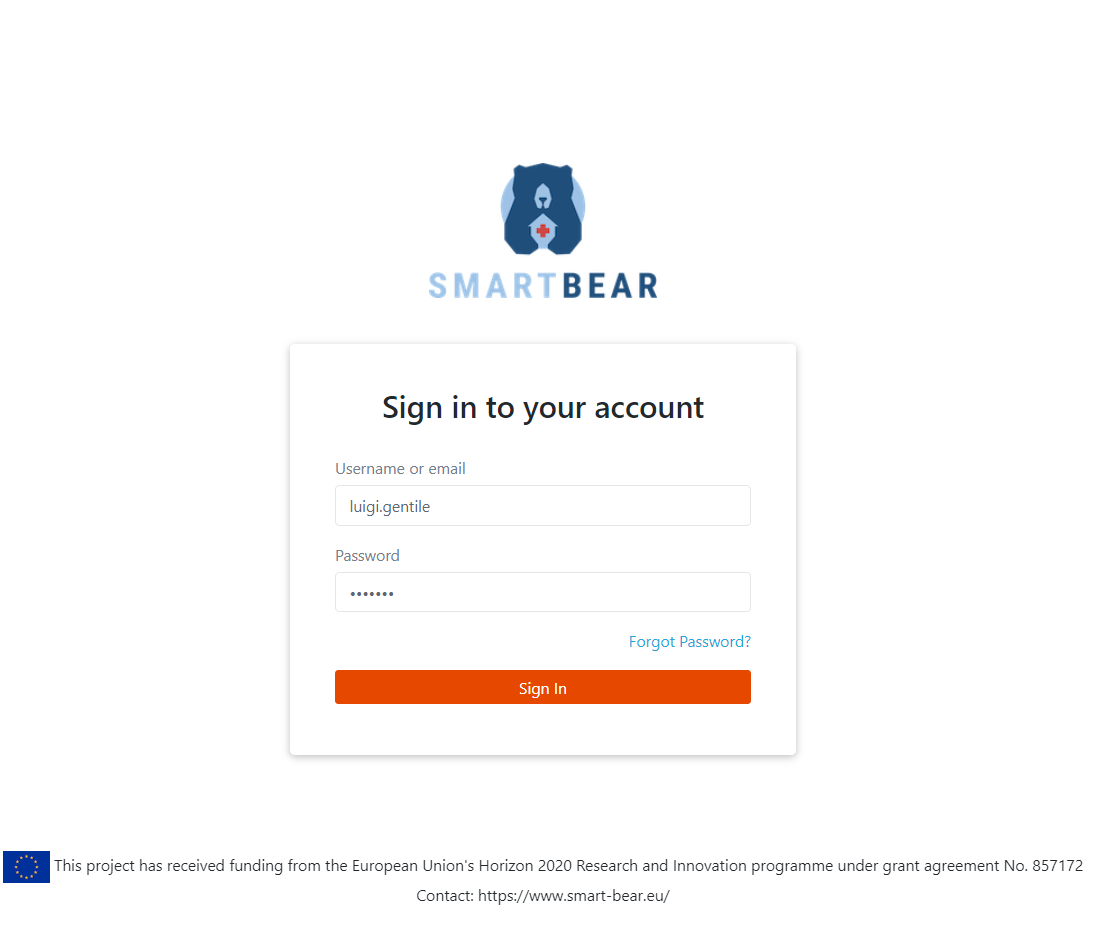 SMARTBEAR
Sign in to your account
Username or email
luigi.gentile
Password
•••••••
Forgot Password?
Sign In
This project has received funding from the European Union's Horizon 2020 Research and Innovation programme under grant agreement No. 857172
Contact: https://www.smart-bear.eu/